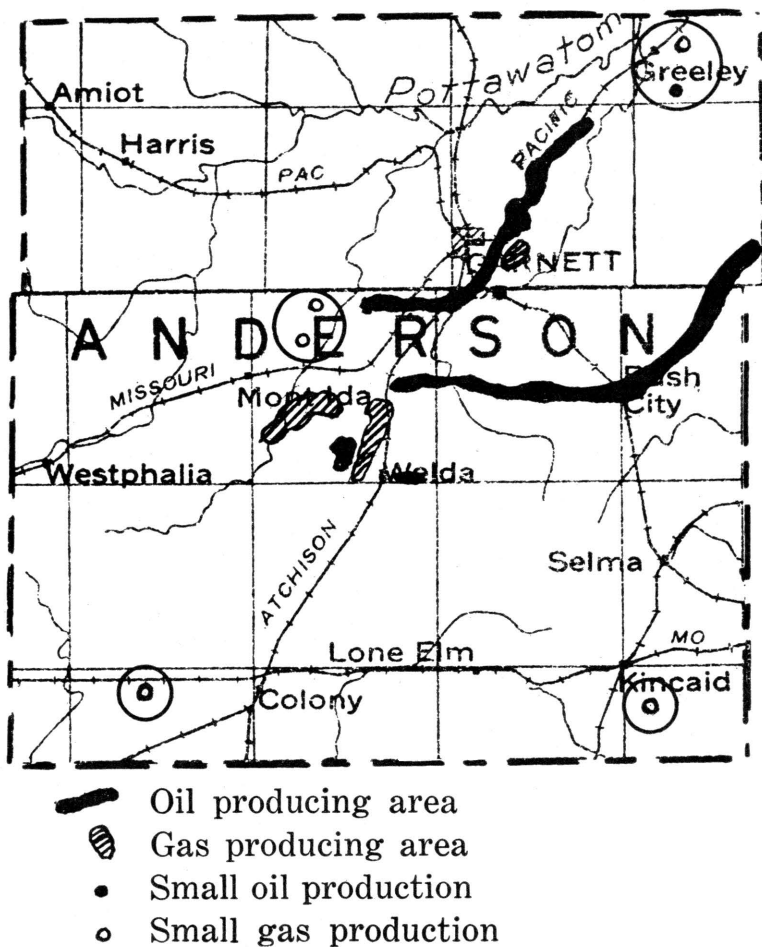 Pottawatom
Greeley
Amiot
Harris
PACIFIC
PAC
GARNETT
ANDERSON
MISSOURI
Mont Ida
Bush
City
Westphalia
Welda
ATCHISON
Selma
MO
Lone Elm
Colony
Kincaid
Oil producing area
Gas producing area
Small oil production
Small gas production